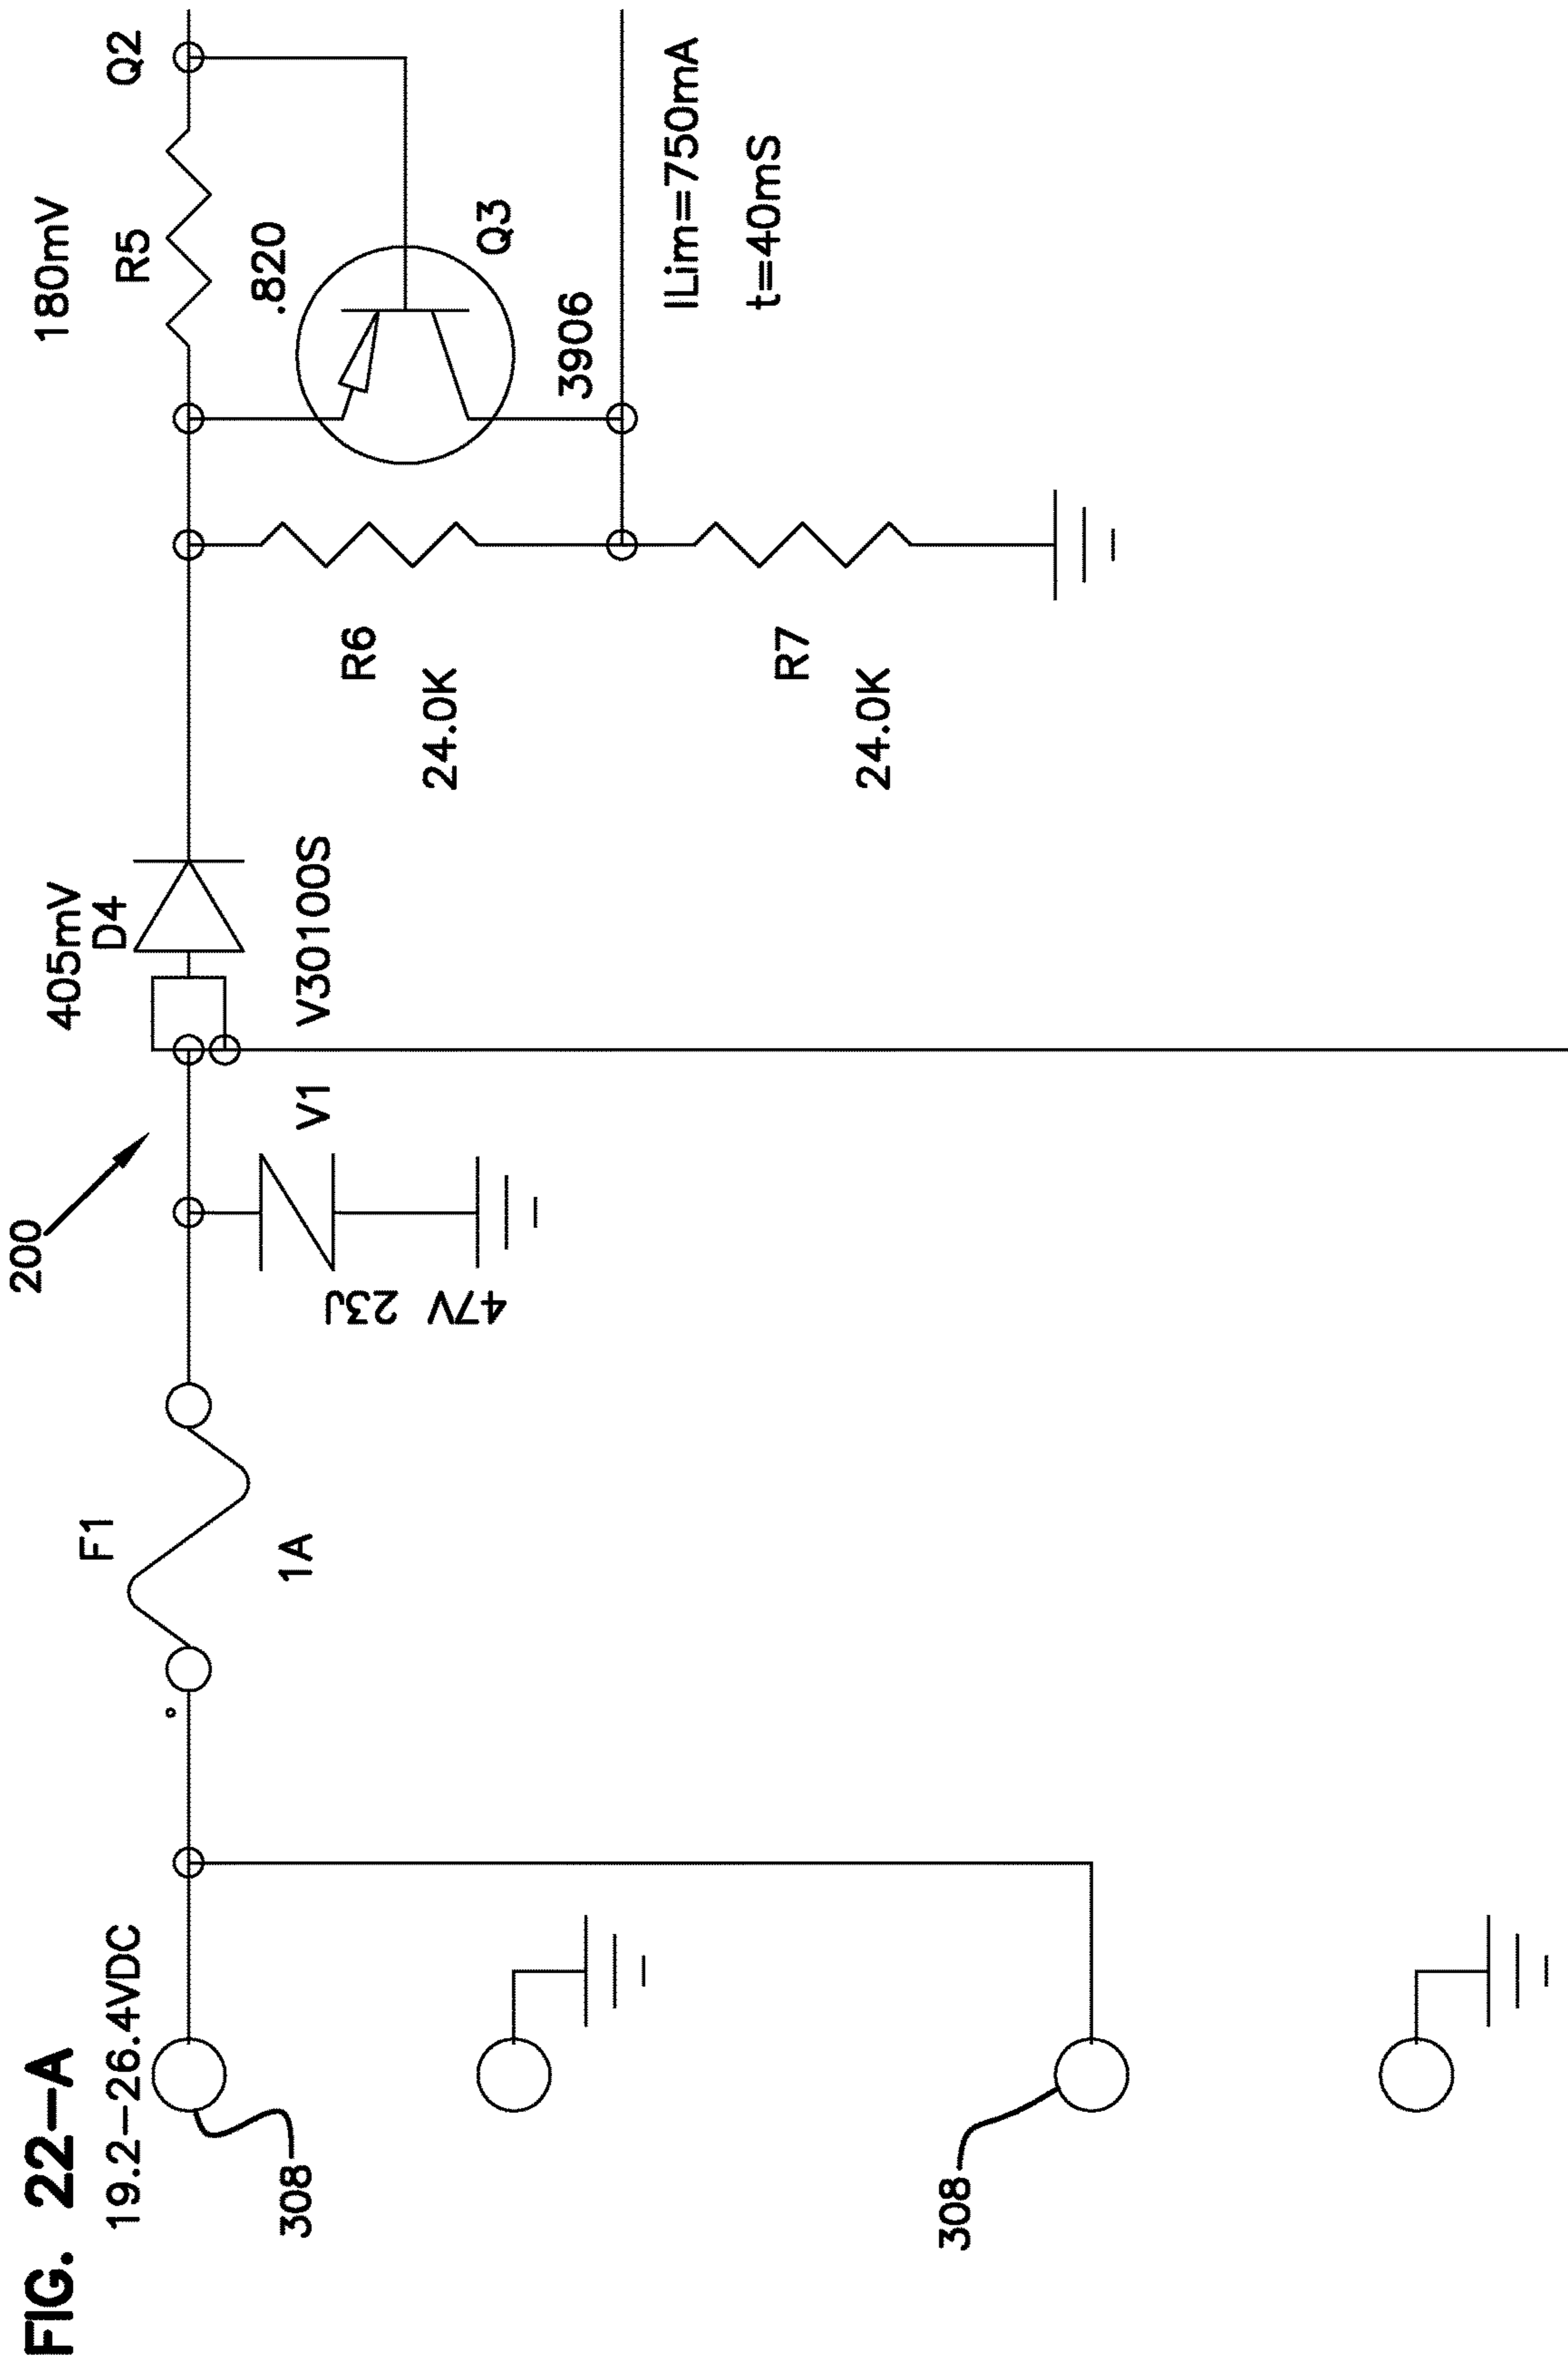 FIG. 22-A
19.2-26.4VDC
308
308
F1
1A
200
47V 23J
V1
405mV
D4
V30100S
R6
24.0K
R7
24.0K
180mV
R5
.820
Q3
3906
Q2
ILim=750mA
t=40mS